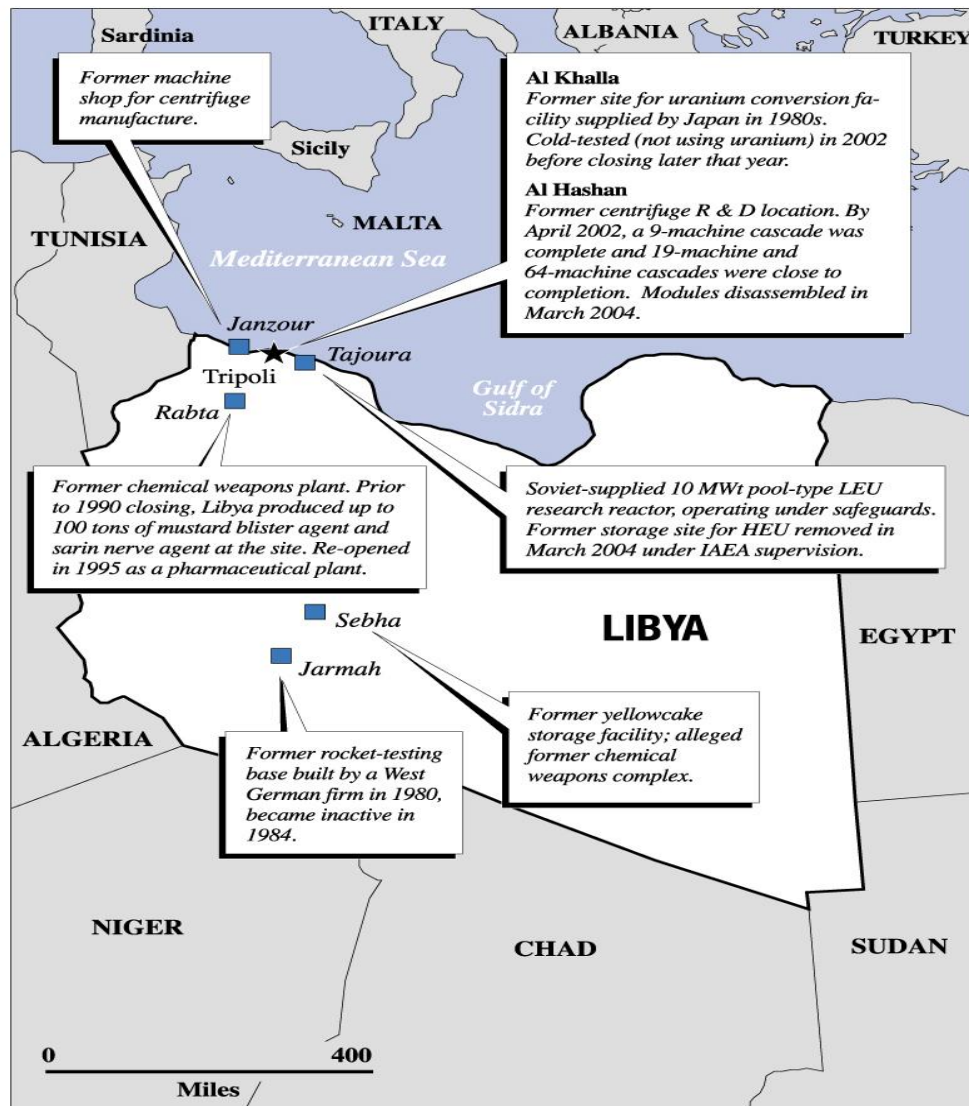 ITALY
ALBANIA
TURKEY
Sardinia
Former machine
shop for centrifuge
manufacture.
Al Khalla
Former site for uranium conversion fa-
cility supplied by Japan in 1980s.
Cold-tested (not using uranium) in 2002
before closing later that year.
Al Hashan
Former centrifuge R & D location. By
April 2002, a 9-machine cascade was
complete and 19-machine and
64-machine cascades were close to
completion. Modules disassembled in
March 2004.
Sicily
MALTA
TUNISIA
Mediterranean Sea
Janzour
Tajoura
Tripoli
Gulf of
Sidra
Rabta
Former chemical weapons plant. Prior
to 1990 closing, Libya produced up to
100 tons of mustard blister agent and
sarin nerve agent at the site. Re-opened
in 1995 as a pharmaceutical plant.
Soviet-supplied 10 MWt pool-type LEU
research reactor, operating under safeguards.
Former storage site for HEU removed in
March 2004 under IAEA supervision.
Sebha
LIBYA
EGYPT
Jarmah
ALGERIA
Former yellowcake
storage facility; alleged
former chemical
weapons complex.
Former rocket-testing
base built by a West
German firm in 1980,
became inactive in
1984.
NIGER
CHAD
SUDAN
0
400
Miles